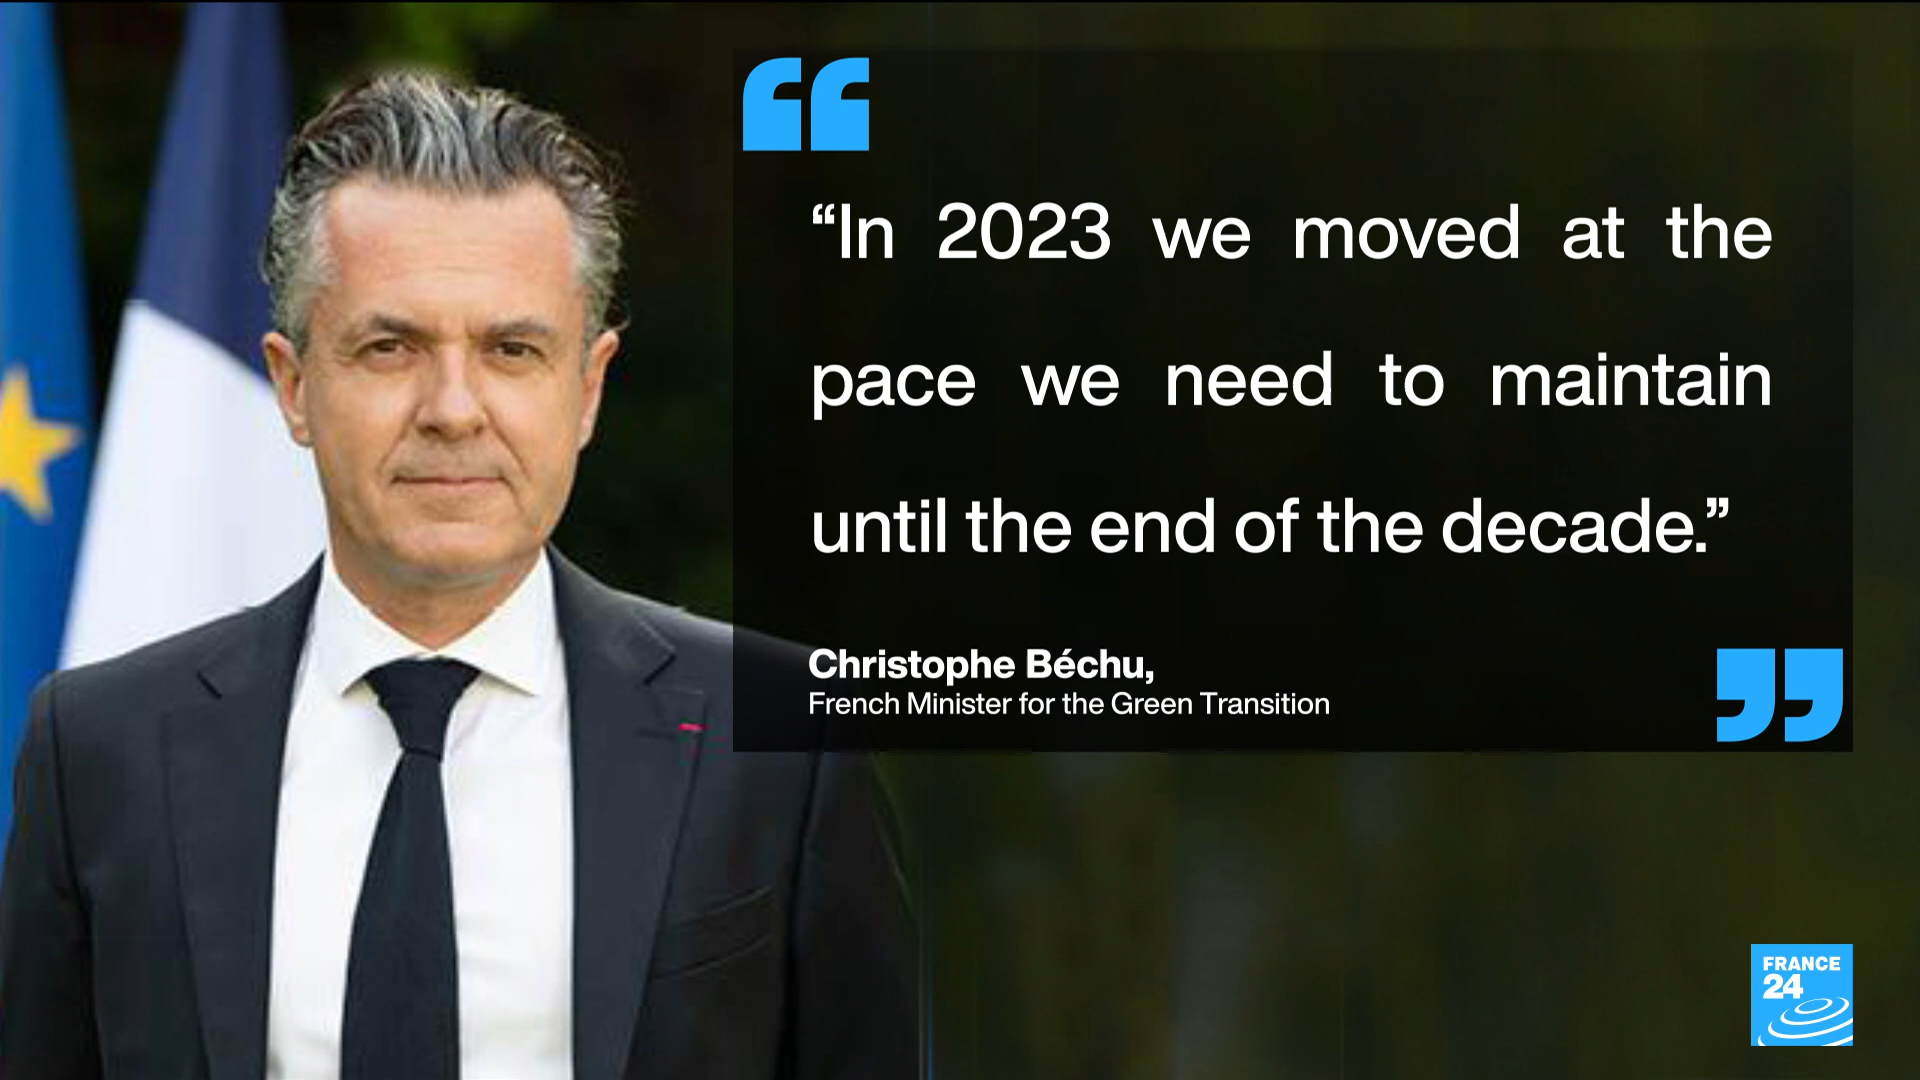 “In 2023 we moved at the
pace we need to maintain
until the end of the decade.”
Christophe Béchu,
French Minister for the Green Transition
FRANCE
24